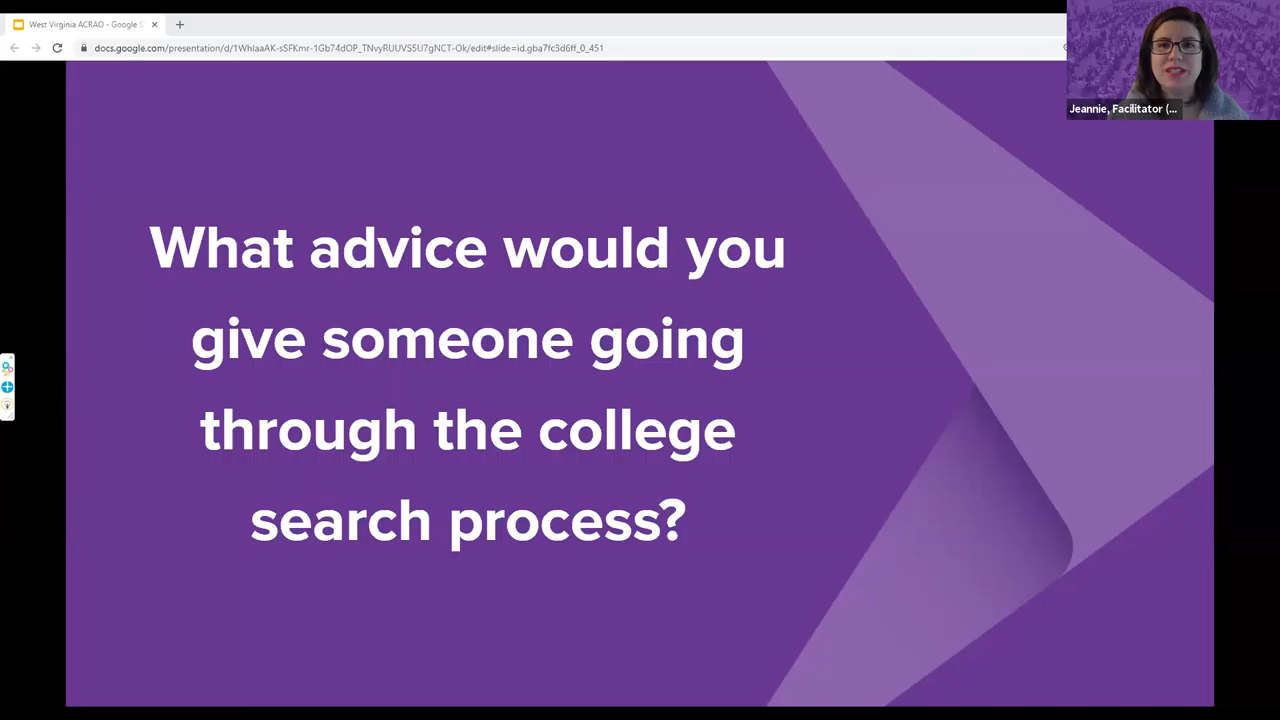 West Virginia ACRAO - Google S
docs.google.com/presentation/d/1WhlaaAK-sSFKmr-1Gb74dOP_TNvyRUUVS5U7gNCT-Ok/edit#slide=id.gba7fc3d6ff_0_451
Jeannie, Facilitator (...
What advice would you
give someone going
through the college
search process?